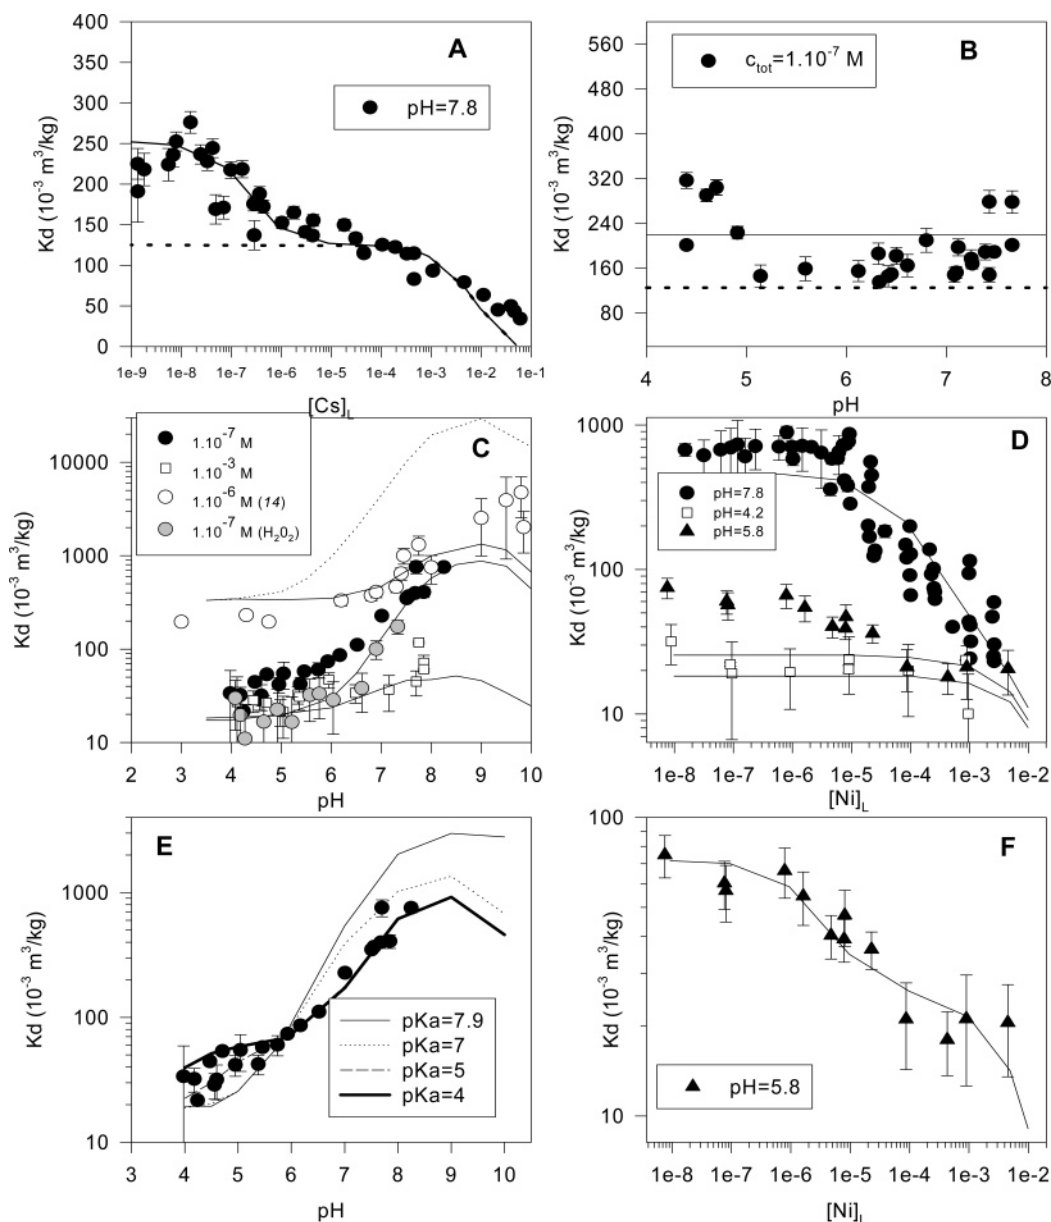 A
pH=7.8
Kd (10⁻³ m³/kg)
400
350
300
250
200
150
100
50
0
1e-9 1e-8 1e-7 1e-6 1e-5 1e-4 1e-3 1e-2 1e-1
[Cs]L
B
c_tot=1.10⁻⁷ M
Kd (10⁻³ m³/kg)
560
480
400
320
240
160
80
4 5 6 7 8
pH
C
1.10⁻⁷ M
1.10⁻³ M
1.10⁻⁶ M (14)
1.10⁻⁷ M (H₂0₂)
Kd (10⁻³ m³/kg)
10000
1000
100
10
2 3 4 5 6 7 8 9 10
pH
D
pH=7.8
pH=4.2
pH=5.8
Kd (10⁻³ m³/kg)
1000
100
10
1e-8 1e-7 1e-6 1e-5 1e-4 1e-3 1e-2
[Ni]L
E
pKa=7.9
pKa=7
pKa=5
pKa=4
Kd (10⁻³ m³/kg)
1000
100
10
3 4 5 6 7 8 9 10
pH
F
pH=5.8
Kd (10⁻³ m³/kg)
100
10
1e-8 1e-7 1e-6 1e-5 1e-4 1e-3 1e-2
[Ni]L